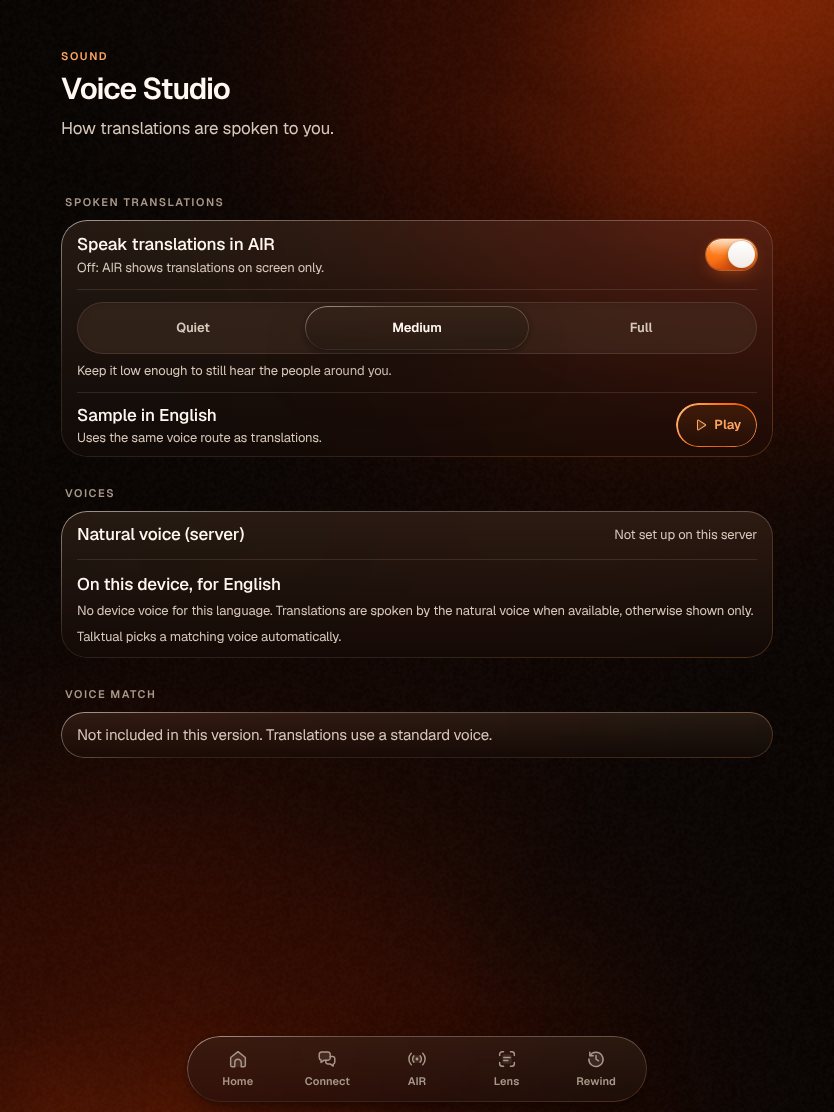 SOUND
Voice Studio
How translations are spoken to you.
SPOKEN TRANSLATIONS
Speak translations in AIR
Off: AIR shows translations on screen only.
Quiet
Medium
Full
Keep it low enough to still hear the people around you.
Sample in English
Uses the same voice route as translations.
Play
VOICES
Natural voice (server)
Not set up on this server
On this device, for English
No device voice for this language. Translations are spoken by the natural voice when available, otherwise shown only.
Talktual picks a matching voice automatically.
VOICE MATCH
Not included in this version. Translations use a standard voice.
Home
Connect
AIR
Lens
Rewind